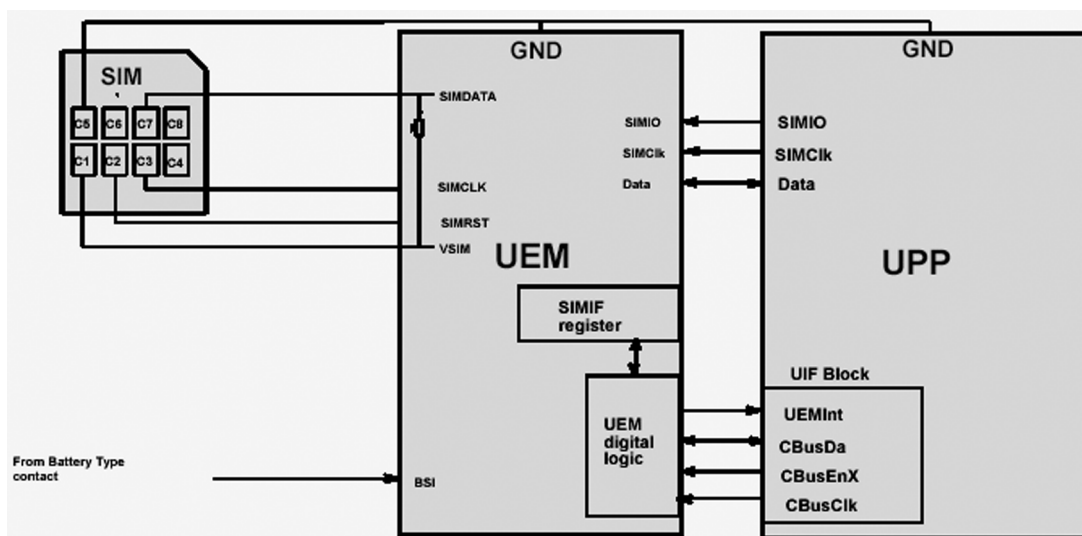 GND
GND
SIM
C5 C6 C7 C8
C1 C2 C3 C4
SIMDATA
SIMCLK
SIMRST
VSIM
SIMIO
SIMClk
Data
SIMIO
SIMClk
Data
UEM
UPP
SIMIF
register
UEM
digital
logic
UIF Block
UEMInt
CBusDa
CBusEnX
CBusClk
From Battery Type
contact
BSI